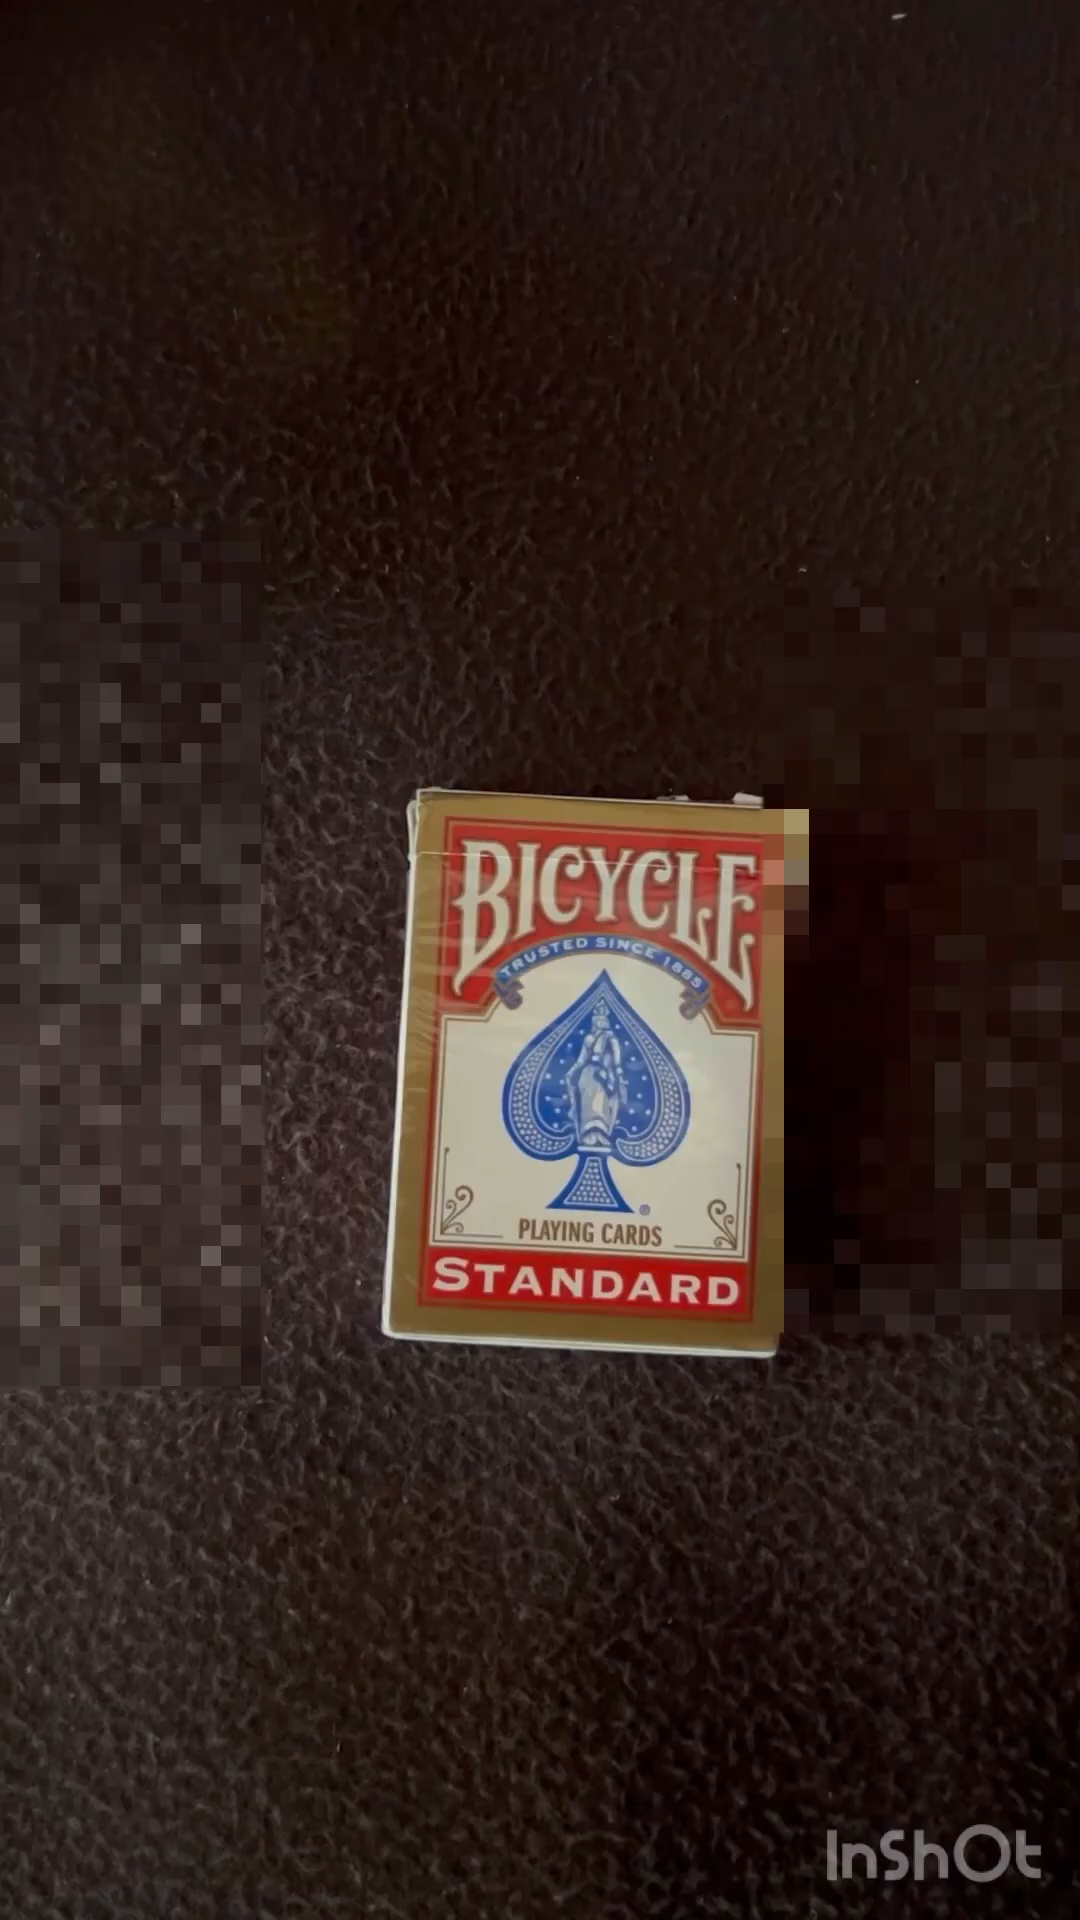 BICYCLE
TRUSTED SINCE 1885
®
PLAYING CARDS
STANDARD
InShOt